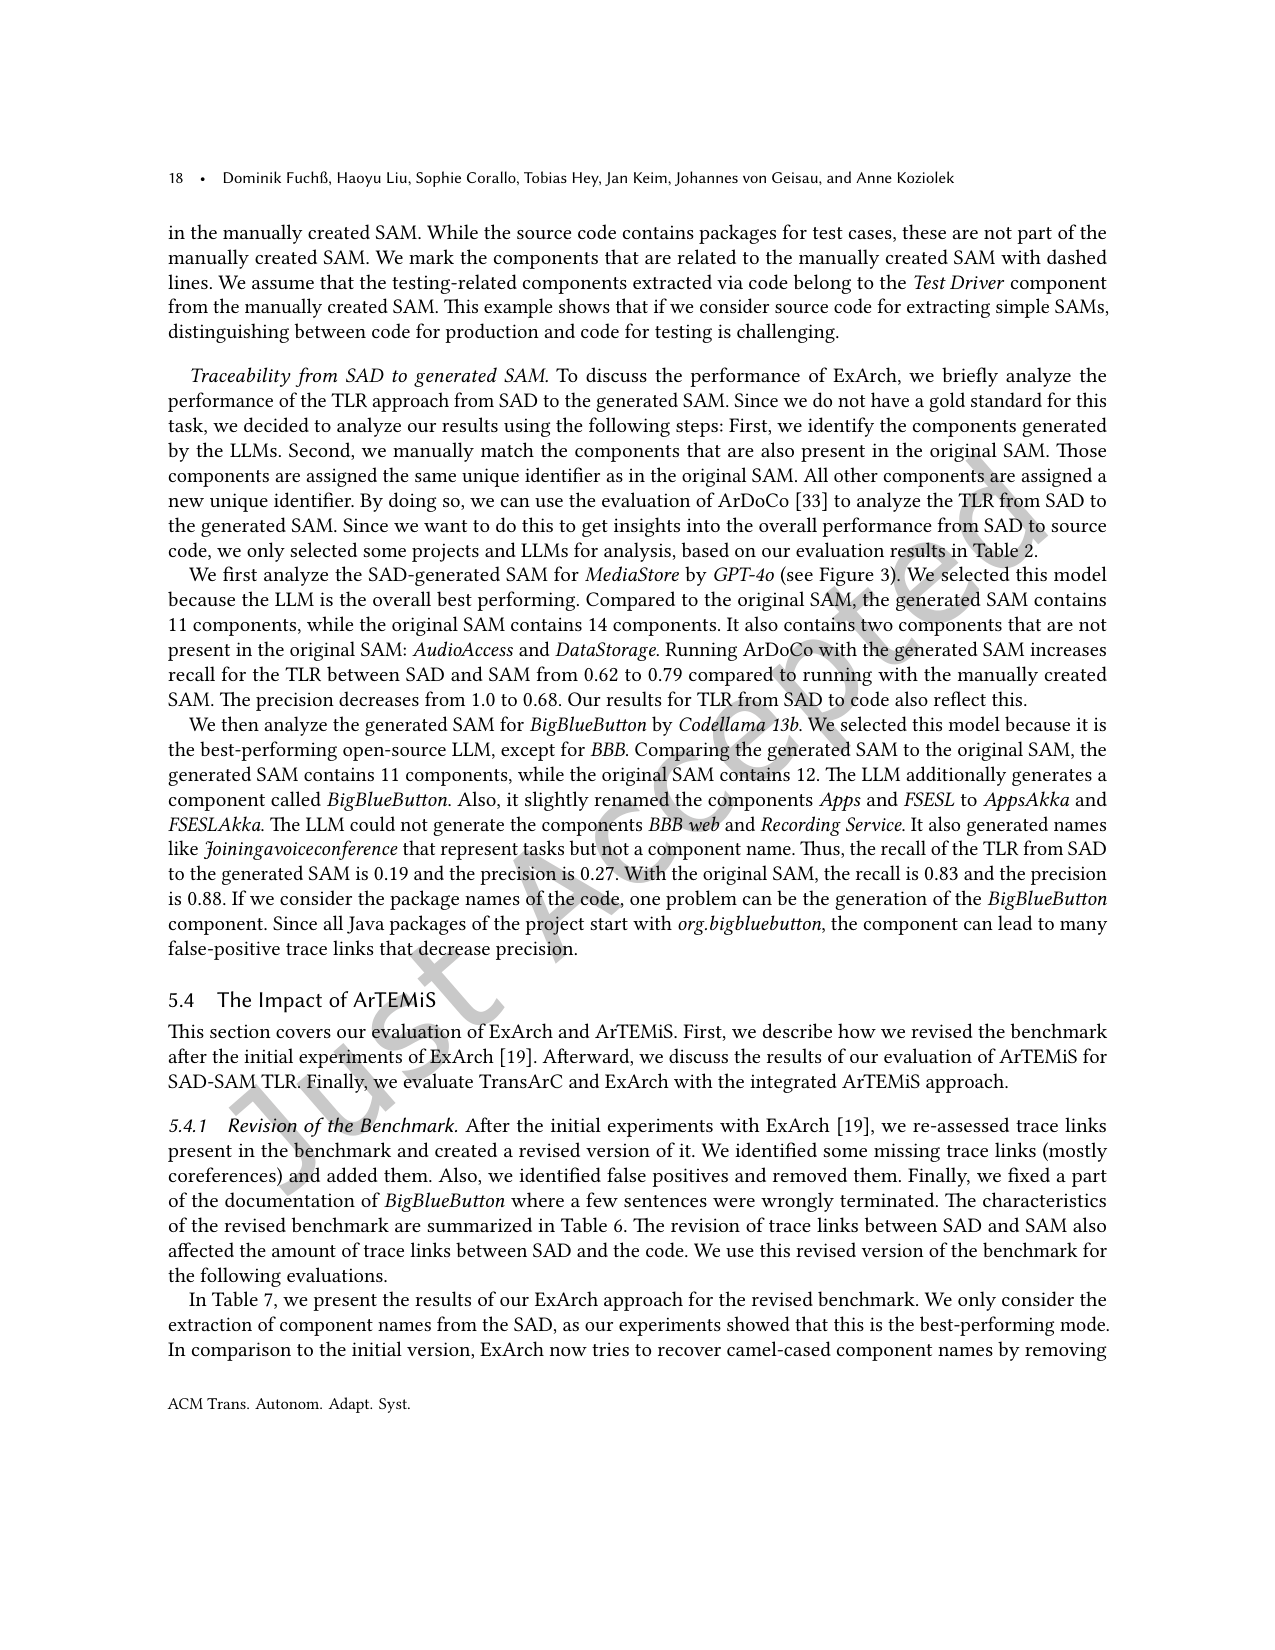 18 • Dominik Fuchß, Haoyu Liu, Sophie Corallo, Tobias Hey, Jan Keim, Johannes von Geisau, and Anne Koziolek
in the manually created SAM. While the source code contains packages for test cases, these are not part of the
manually created SAM. We mark the components that are related to the manually created SAM with dashed
lines. We assume that the testing-related components extracted via code belong to the Test Driver component
from the manually created SAM. This example shows that if we consider source code for extracting simple SAMs,
distinguishing between code for production and code for testing is challenging.
Traceability from SAD to generated SAM. To discuss the performance of ExArch, we briefly analyze the
performance of the TLR approach from SAD to the generated SAM. Since we do not have a gold standard for this
task, we decided to analyze our results using the following steps: First, we identify the components generated
by the LLMs. Second, we manually match the components that are also present in the original SAM. Those
components are assigned the same unique identifier as in the original SAM. All other components are assigned a
new unique identifier. By doing so, we can use the evaluation of ArDoCo [33] to analyze the TLR from SAD to
the generated SAM. Since we want to do this to get insights into the overall performance from SAD to source
code, we only selected some projects and LLMs for analysis, based on our evaluation results in Table 2.
We first analyze the SAD-generated SAM for MediaStore by GPT-4o (see Figure 3). We selected this model
because the LLM is the overall best performing. Compared to the original SAM, the generated SAM contains
11 components, while the original SAM contains 14 components. It also contains two components that are not
present in the original SAM: AudioAccess and DataStorage. Running ArDoCo with the generated SAM increases
recall for the TLR between SAD and SAM from 0.62 to 0.79 compared to running with the manually created
SAM. The precision decreases from 1.0 to 0.68. Our results for TLR from SAD to code also reflect this.
We then analyze the generated SAM for BigBlueButton by Codellama 13b. We selected this model because it is
the best-performing open-source LLM, except for BBB. Comparing the generated SAM to the original SAM, the
generated SAM contains 11 components, while the original SAM contains 12. The LLM additionally generates a
component called BigBlueButton. Also, it slightly renamed the components Apps and FSESL to AppsAkka and
FSESLAkka. The LLM could not generate the components BBB web and Recording Service. It also generated names
like Joiningavoiceconference that represent tasks but not a component name. Thus, the recall of the TLR from SAD
to the generated SAM is 0.19 and the precision is 0.27. With the original SAM, the recall is 0.83 and the precision
is 0.88. If we consider the package names of the code, one problem can be the generation of the BigBlueButton
component. Since all Java packages of the project start with org.bigbluebutton, the component can lead to many
false-positive trace links that decrease precision.
5.4 The Impact of ArTEMiS
This section covers our evaluation of ExArch and ArTEMiS. First, we describe how we revised the benchmark
after the initial experiments of ExArch [19]. Afterward, we discuss the results of our evaluation of ArTEMiS for
SAD-SAM TLR. Finally, we evaluate TransArC and ExArch with the integrated ArTEMiS approach.
5.4.1 Revision of the Benchmark. After the initial experiments with ExArch [19], we re-assessed trace links
present in the benchmark and created a revised version of it. We identified some missing trace links (mostly
coreferences) and added them. Also, we identified false positives and removed them. Finally, we fixed a part
of the documentation of BigBlueButton where a few sentences were wrongly terminated. The characteristics
of the revised benchmark are summarized in Table 6. The revision of trace links between SAD and SAM also
affected the amount of trace links between SAD and the code. We use this revised version of the benchmark for
the following evaluations.
In Table 7, we present the results of our ExArch approach for the revised benchmark. We only consider the
extraction of component names from the SAD, as our experiments showed that this is the best-performing mode.
In comparison to the initial version, ExArch now tries to recover camel-cased component names by removing
ACM Trans. Autonom. Adapt. Syst.
Just Accepted